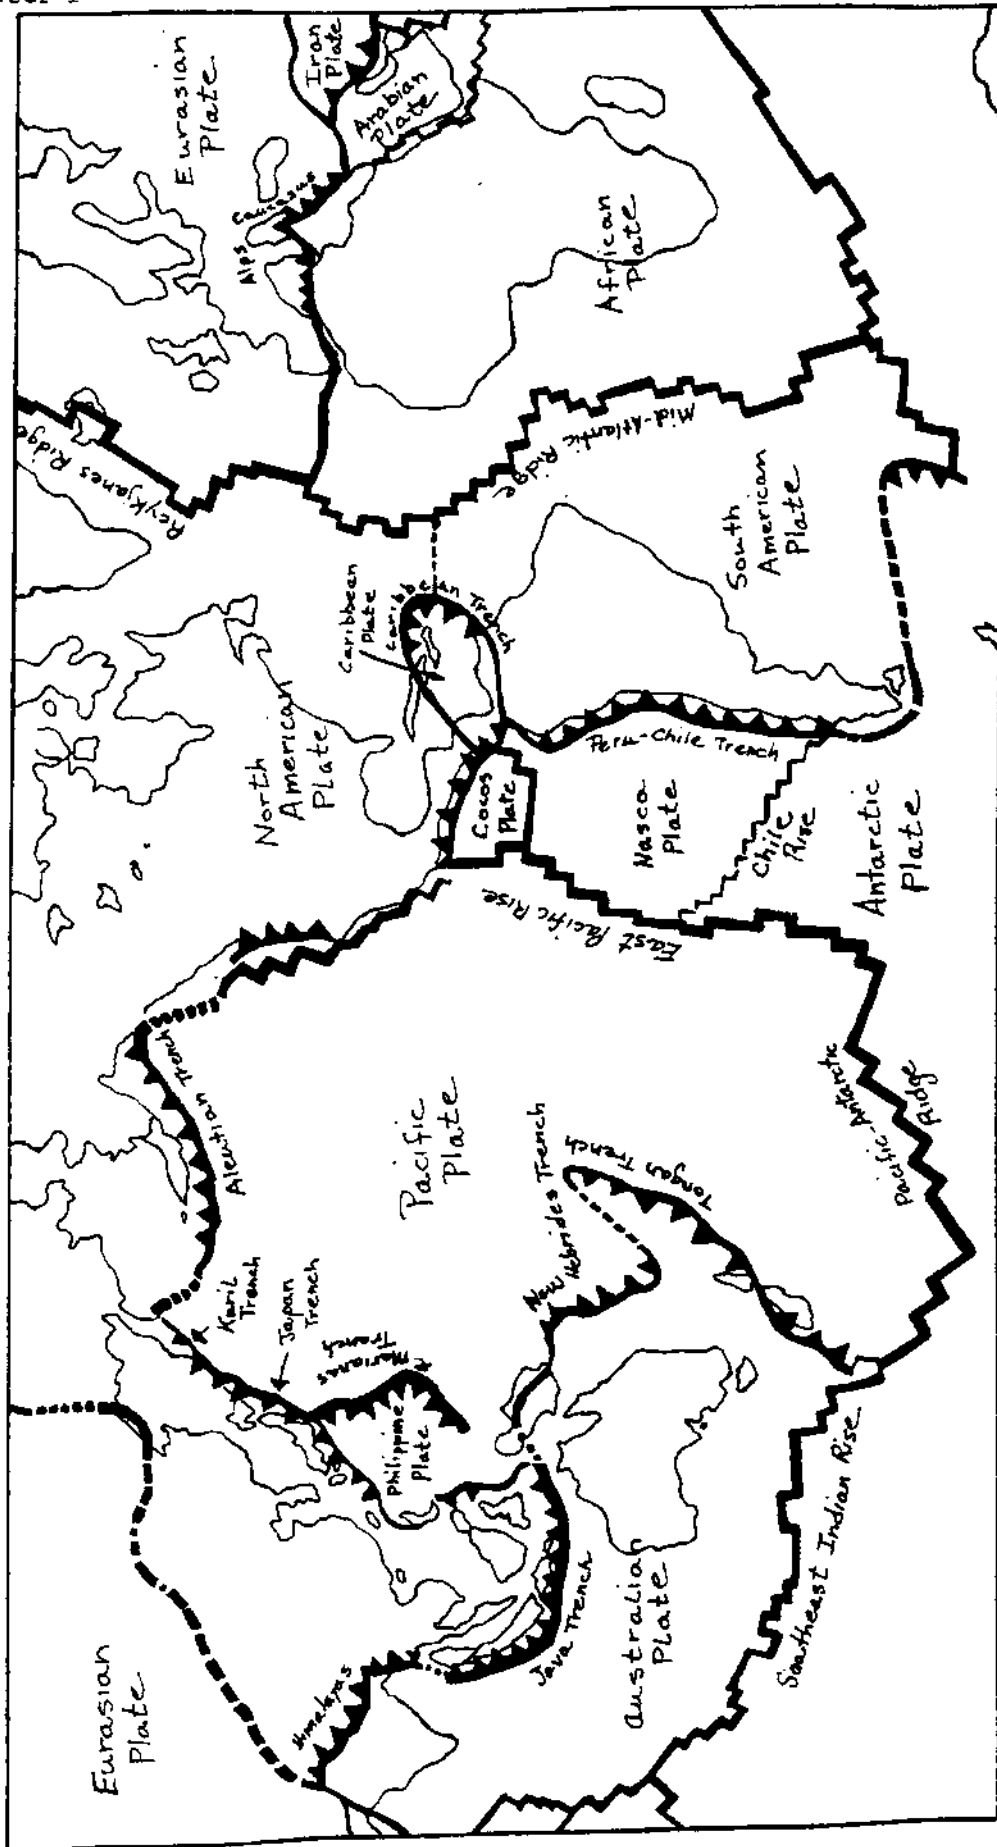 Eurasian
Plate
Himalayas
Java Trench
Australian
Plate
Southeast Indian Rise
Philippine
Plate
Marianas
Trench
Japan
Trench
Kuril
Trench
Aleutian Trench
Pacific
Plate
New
Hebrides Trench
Tongan Trench
Pacific-Antarctic
Ridge
East Pacific Rise
North
American
Plate
Cocos
Plate
Nasca
Plate
Chile
Rise
Antarctic
Plate
Peru-Chile Trench
Caribbean
Plate
Caribbean Trench
South
American
Plate
Mid-Atlantic Ridge
Reykjanes Ridge
African
Plate
Alps
Caucasus
Eurasian
Plate
Iran
Plate
Arabian
Plate